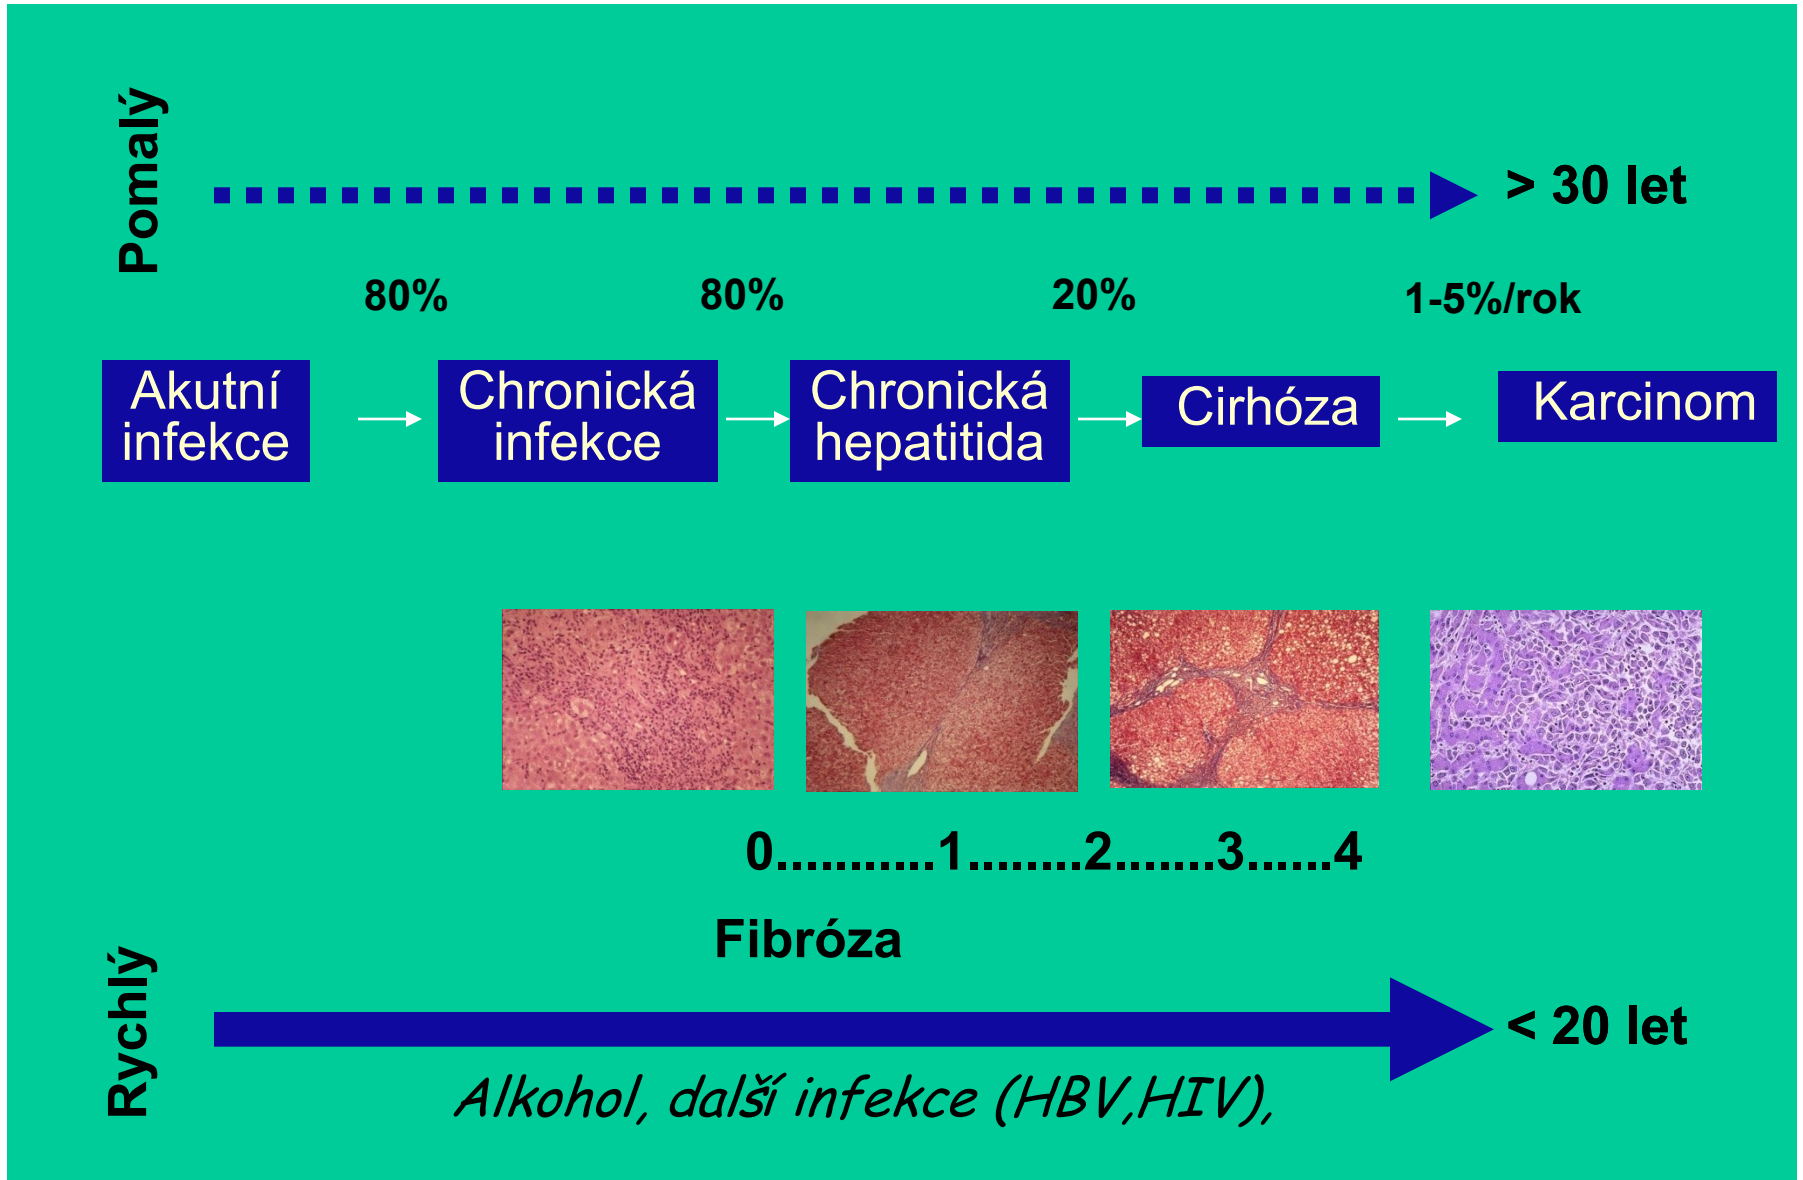 Pomalý
> 30 let
80%
80%
20%
1-5%/rok
Akutní
infekce
Chronická
infekce
Chronická
hepatitida
Cirhóza
Karcinom
0...........1........2.......3......4
Fibróza
Rychlý
< 20 let
Alkohol, další infekce (HBV,HIV),